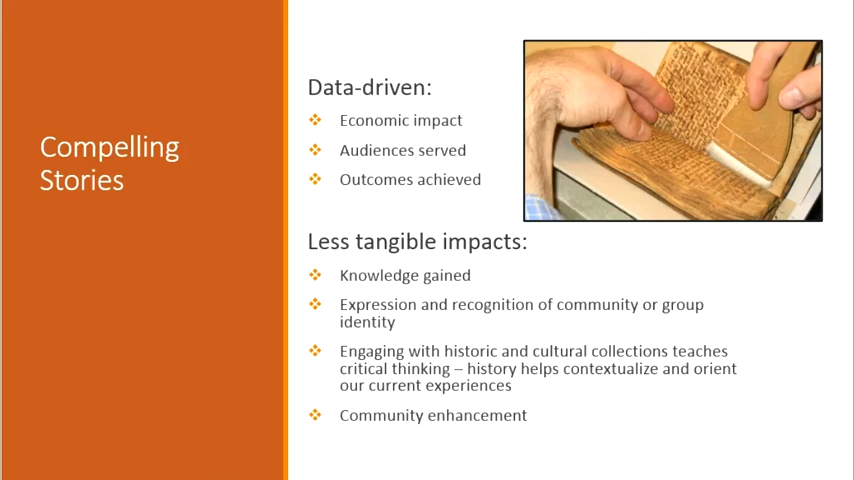 Compelling
Stories
Data-driven:
Economic impact
Audiences served
Outcomes achieved
Less tangible impacts:
Knowledge gained
Expression and recognition of community or group
identity
Engaging with historic and cultural collections teaches
critical thinking – history helps contextualize and orient
our current experiences
Community enhancement